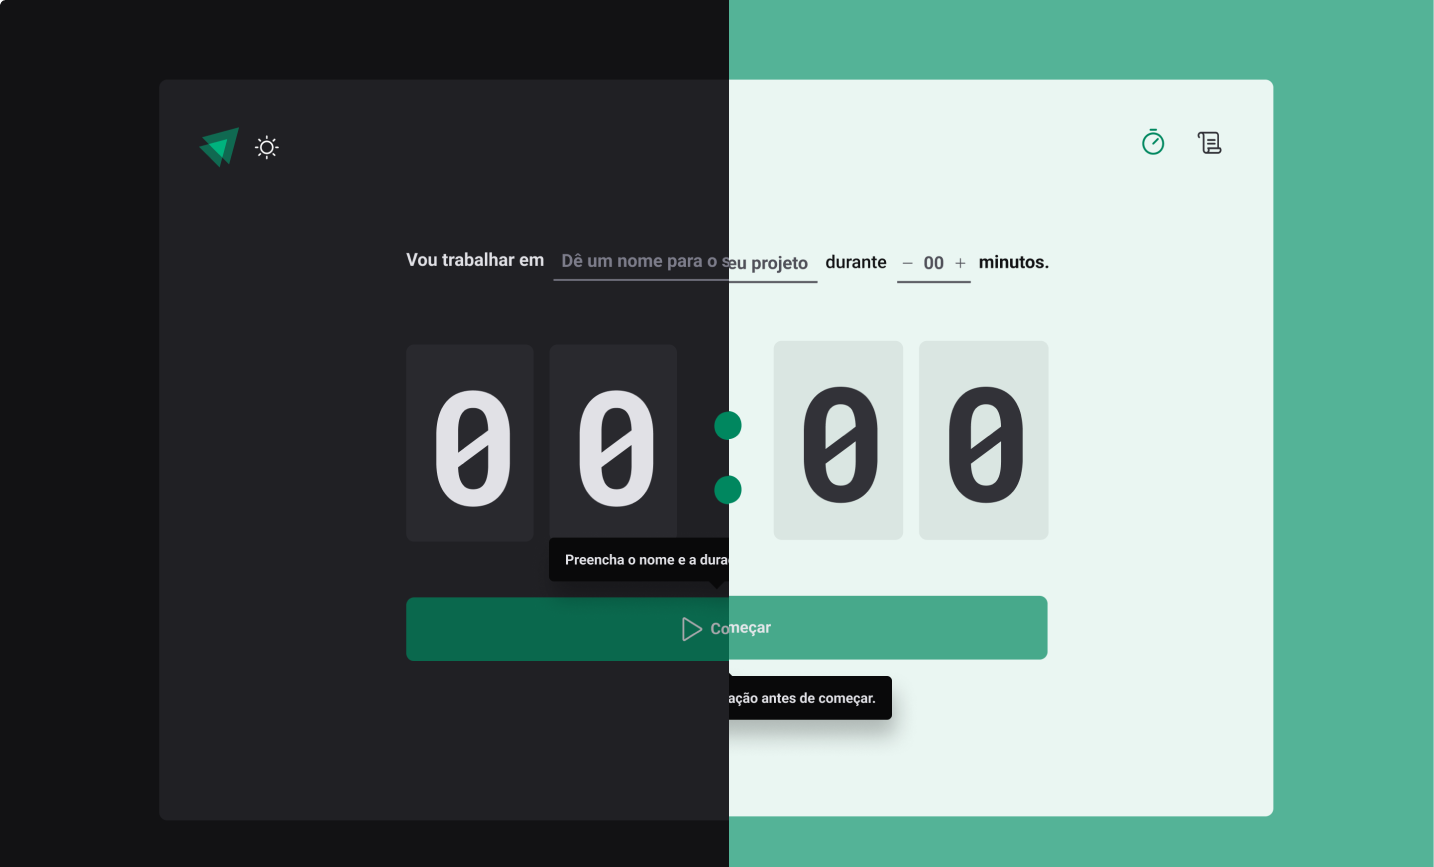 Vou trabalhar em Dê um nome para o seu projeto durante − 00 + minutos.
00:00
Preencha o nome e a dura
Começar
ação antes de começar.